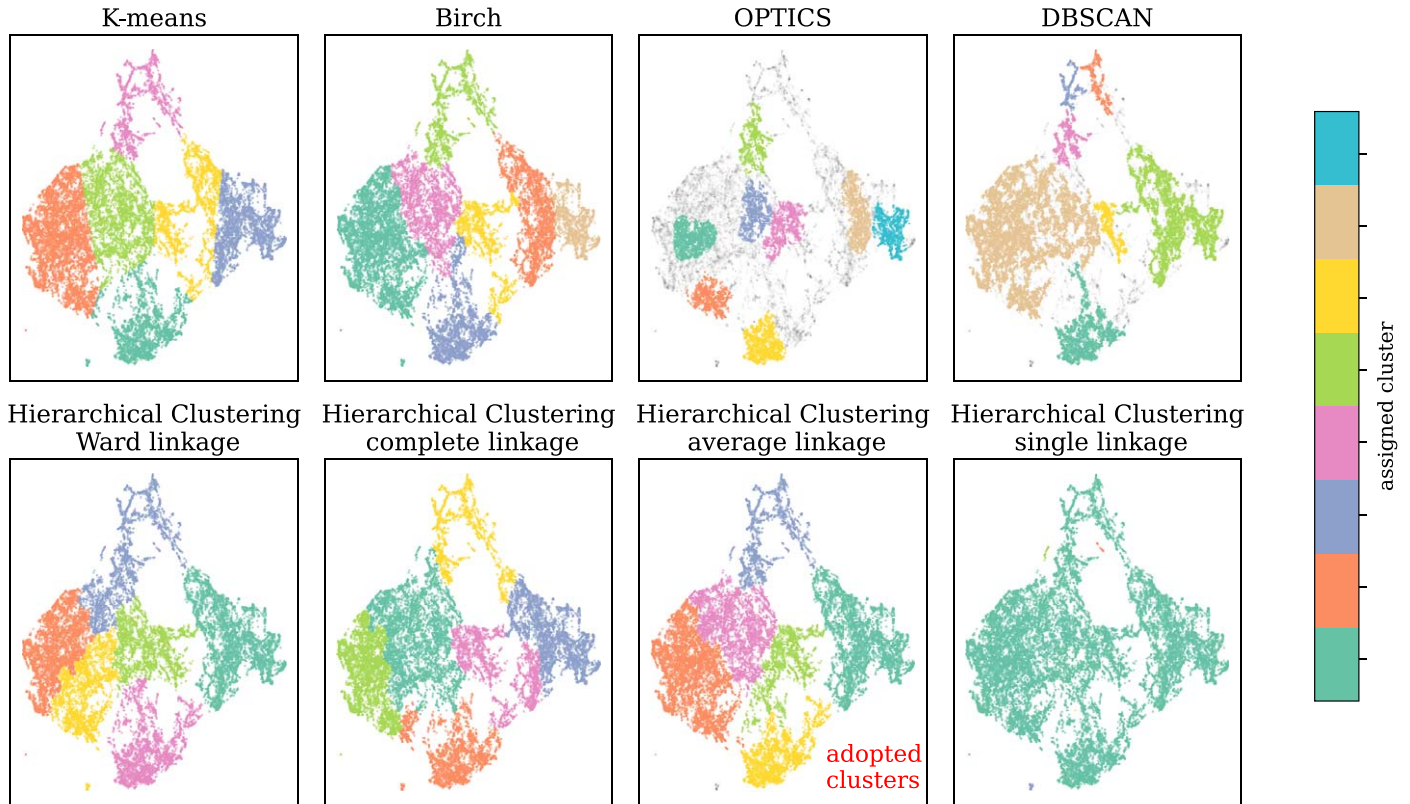 K-means
Birch
OPTICS
DBSCAN
Hierarchical Clustering
Ward linkage
Hierarchical Clustering
complete linkage
Hierarchical Clustering
average linkage
Hierarchical Clustering
single linkage
adopted
clusters
assigned cluster